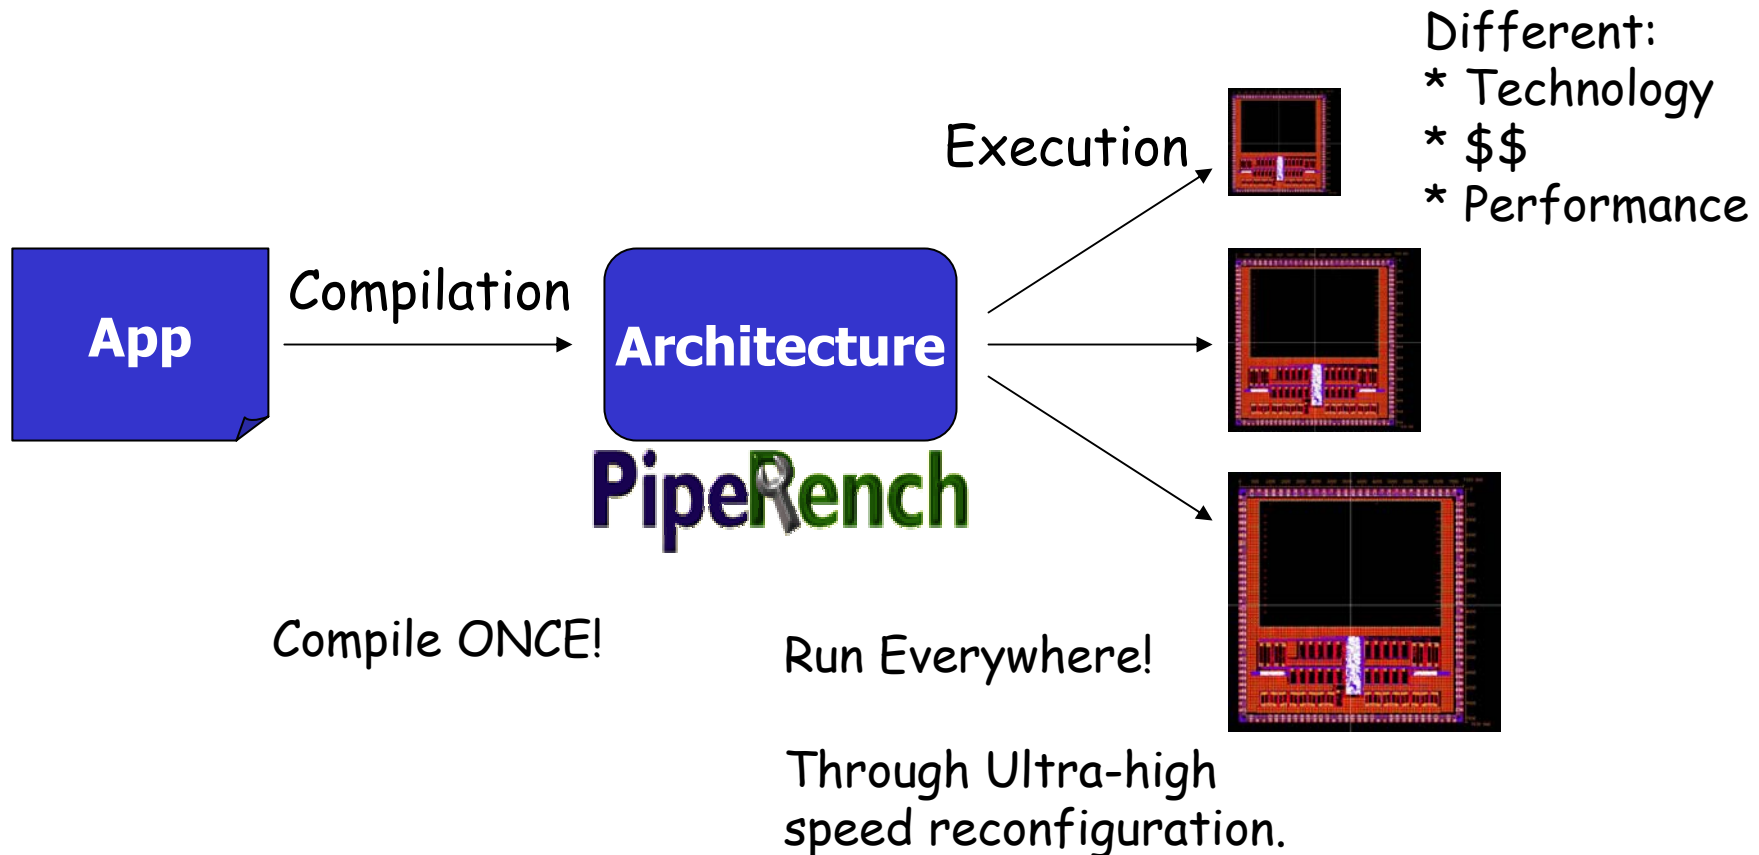 Different:
* Technology
* $$
* Performance
Execution
Compilation
App
Architecture
PipeRench
Compile ONCE!
Run Everywhere!
Through Ultra-high
speed reconfiguration.